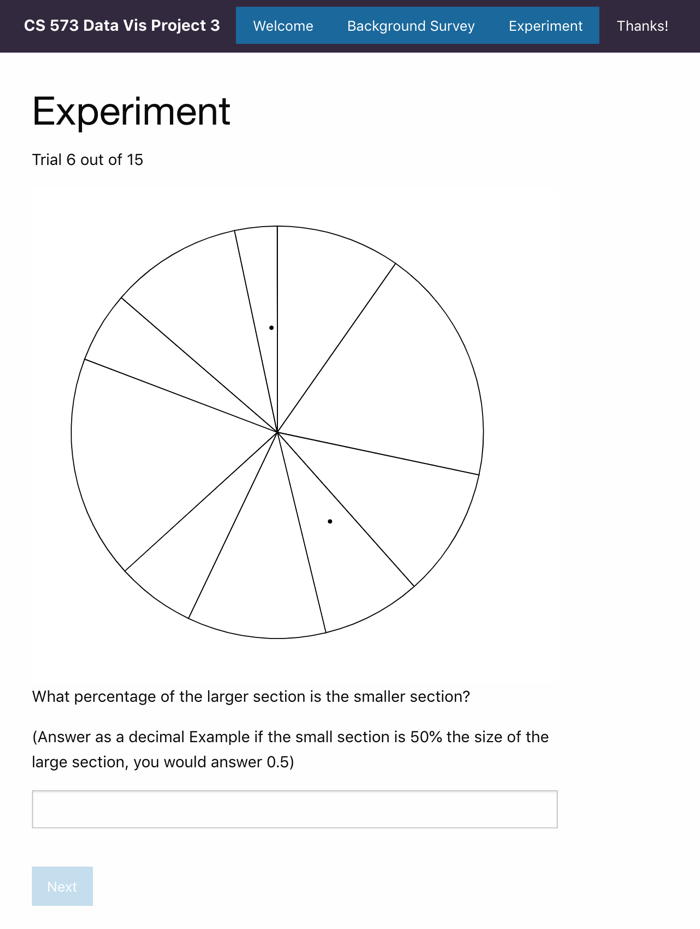 CS 573 Data Vis Project 3 Welcome Background Survey Experiment Thanks!
Experiment
Trial 6 out of 15
What percentage of the larger section is the smaller section?
(Answer as a decimal Example if the small section is 50% the size of the
large section, you would answer 0.5)
Next